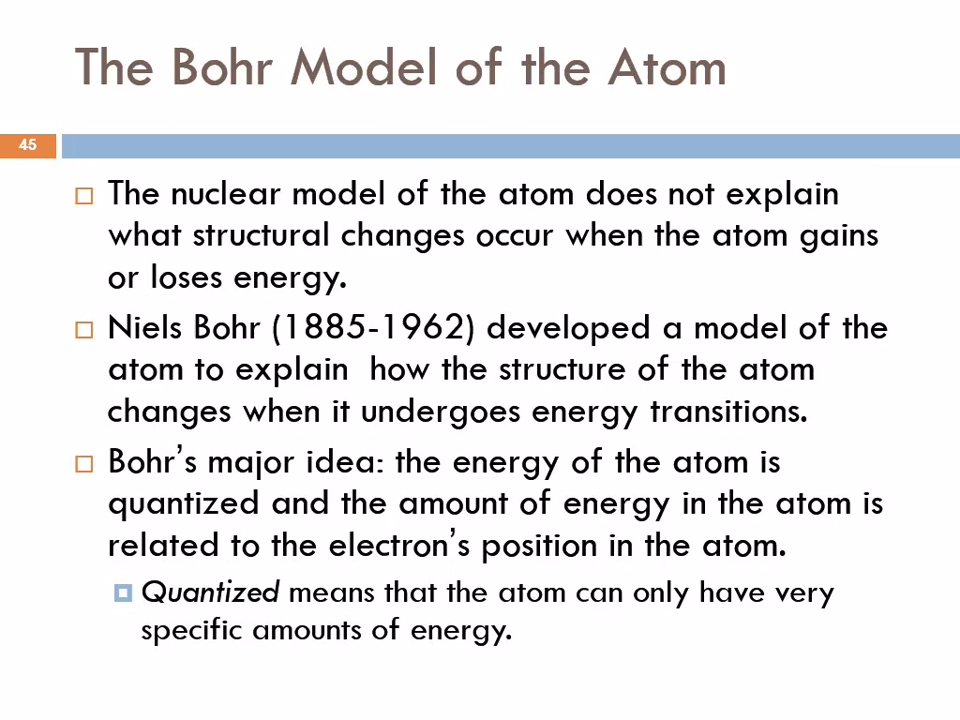 The Bohr Model of the Atom
45
The nuclear model of the atom does not explain
what structural changes occur when the atom gains
or loses energy.
Niels Bohr (1885-1962) developed a model of the
atom to explain  how the structure of the atom
changes when it undergoes energy transitions.
Bohr’s major idea: the energy of the atom is
quantized and the amount of energy in the atom is
related to the electron’s position in the atom.
Quantized means that the atom can only have very
specific amounts of energy.